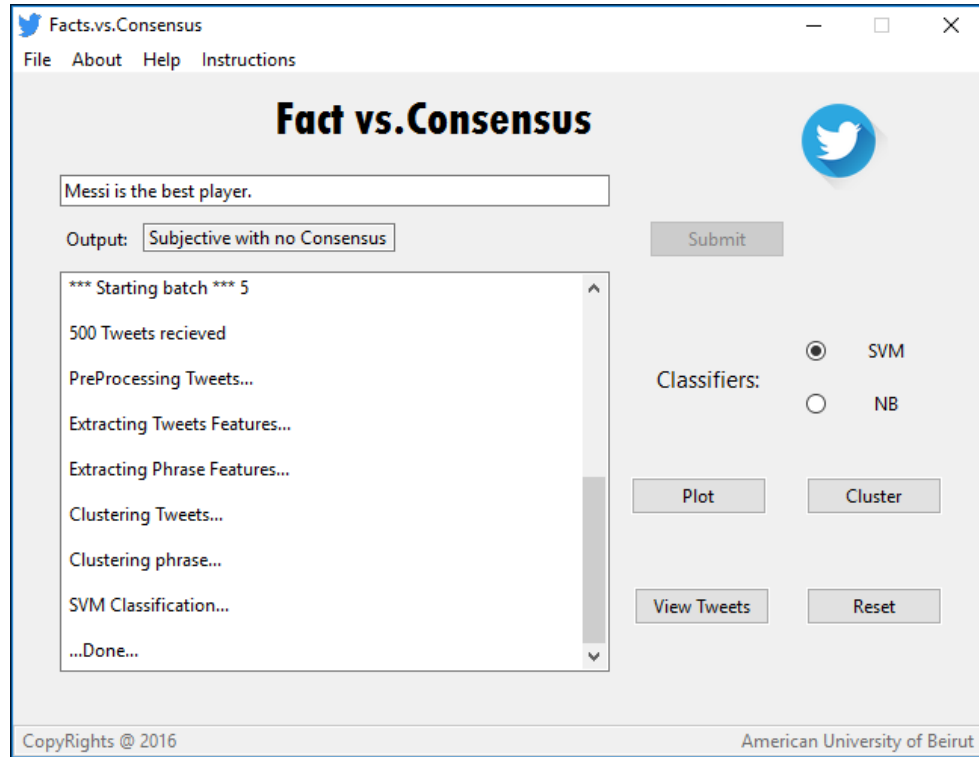 Facts.vs.Consensus
File About Help Instructions
Fact vs.Consensus
Messi is the best player.
Output: Subjective with no Consensus
Submit
*** Starting batch *** 5
500 Tweets recieved
PreProcessing Tweets...
Extracting Tweets Features...
Extracting Phrase Features...
Clustering Tweets...
Clustering phrase...
SVM Classification...
...Done...
Classifiers:
SVM
NB
Plot Cluster
View Tweets Reset
CopyRights @ 2016 American University of Beirut